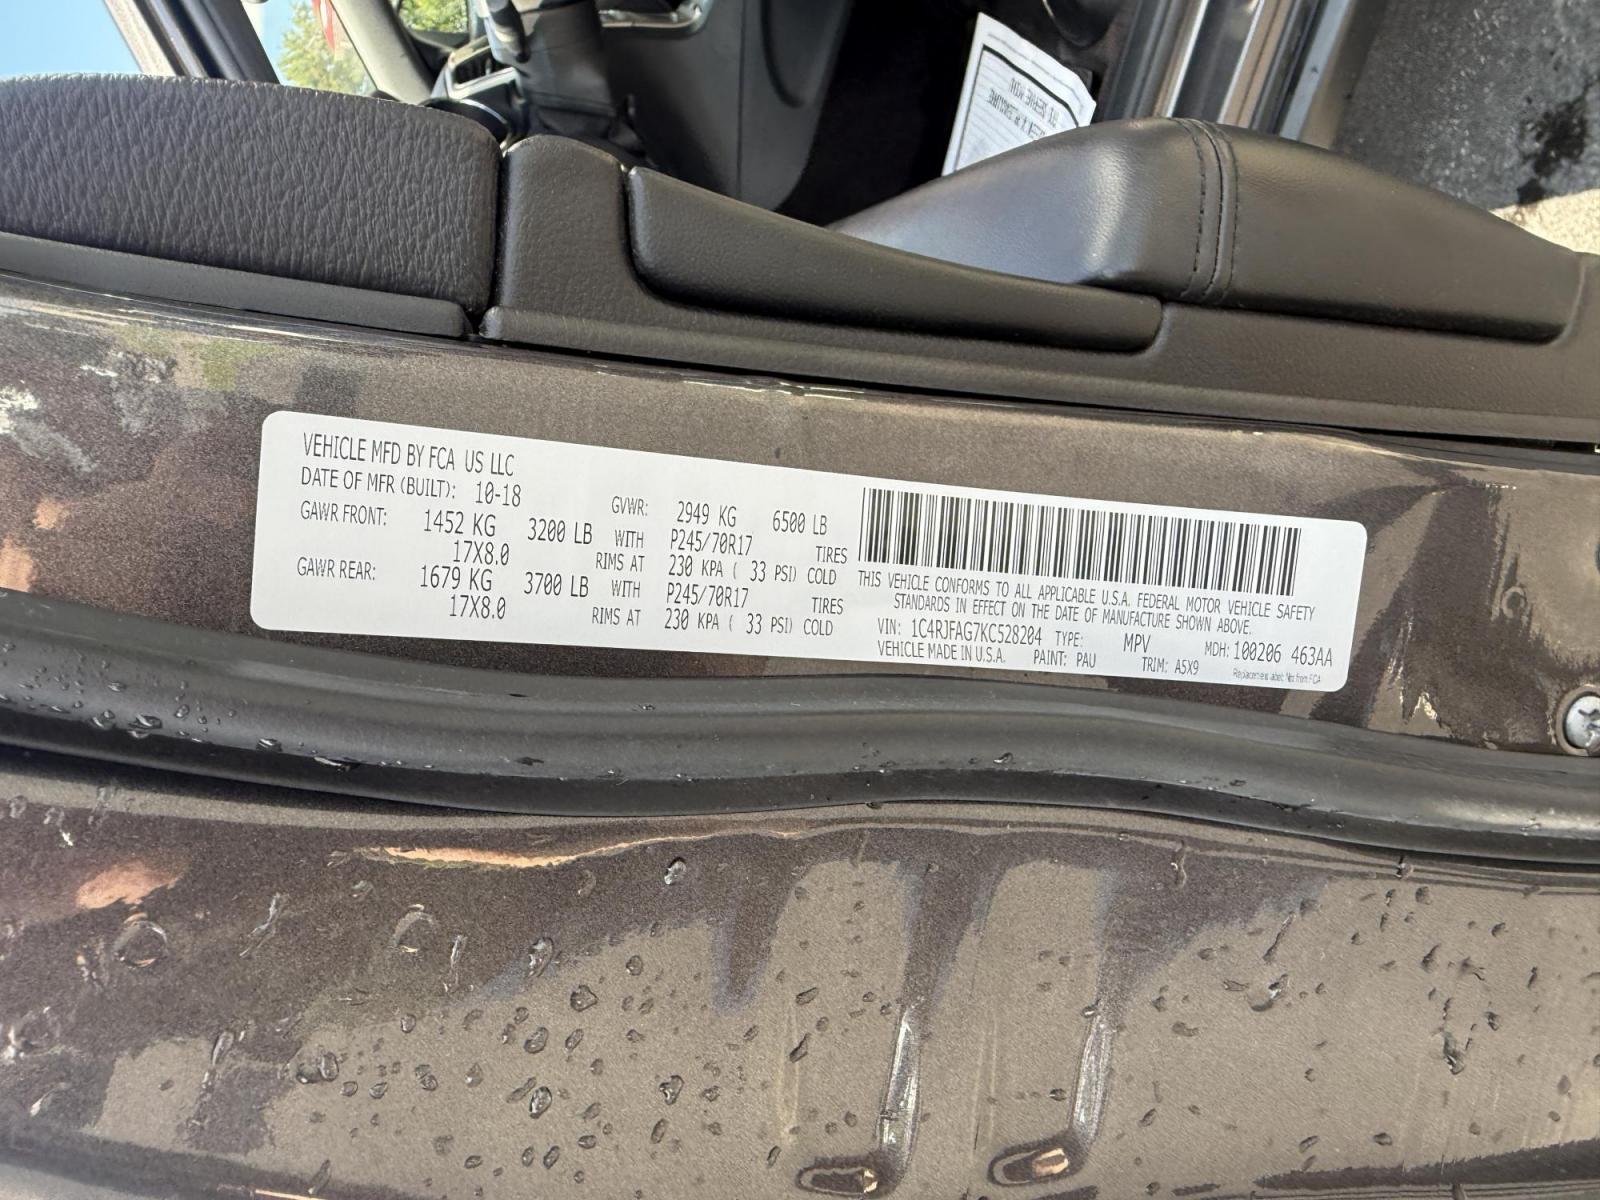 VEHICLE MFD BY FCA US LLC
DATE OF MFR (BUILT): 10-18 GVWR: 2949 KG 6500 LB
GAWR FRONT: 1452 KG 3200 LB WITH P245/70R17 TIRES
17X8.0 RIMS AT 230 KPA ( 33 PSI) COLD
GAWR REAR: 1679 KG 3700 LB WITH P245/70R17 TIRES
17X8.0 RIMS AT 230 KPA ( 33 PSI) COLD
THIS VEHICLE CONFORMS TO ALL APPLICABLE U.S.A. FEDERAL MOTOR VEHICLE SAFETY
STANDARDS IN EFFECT ON THE DATE OF MANUFACTURE SHOWN ABOVE.
VIN: 1C4RJFAG7KC528204 TYPE: MPV MDH: 100206 463AA
VEHICLE MADE IN U.S.A. PAINT: PAU TRIM: A5X9
Replacement label: Not from FCA